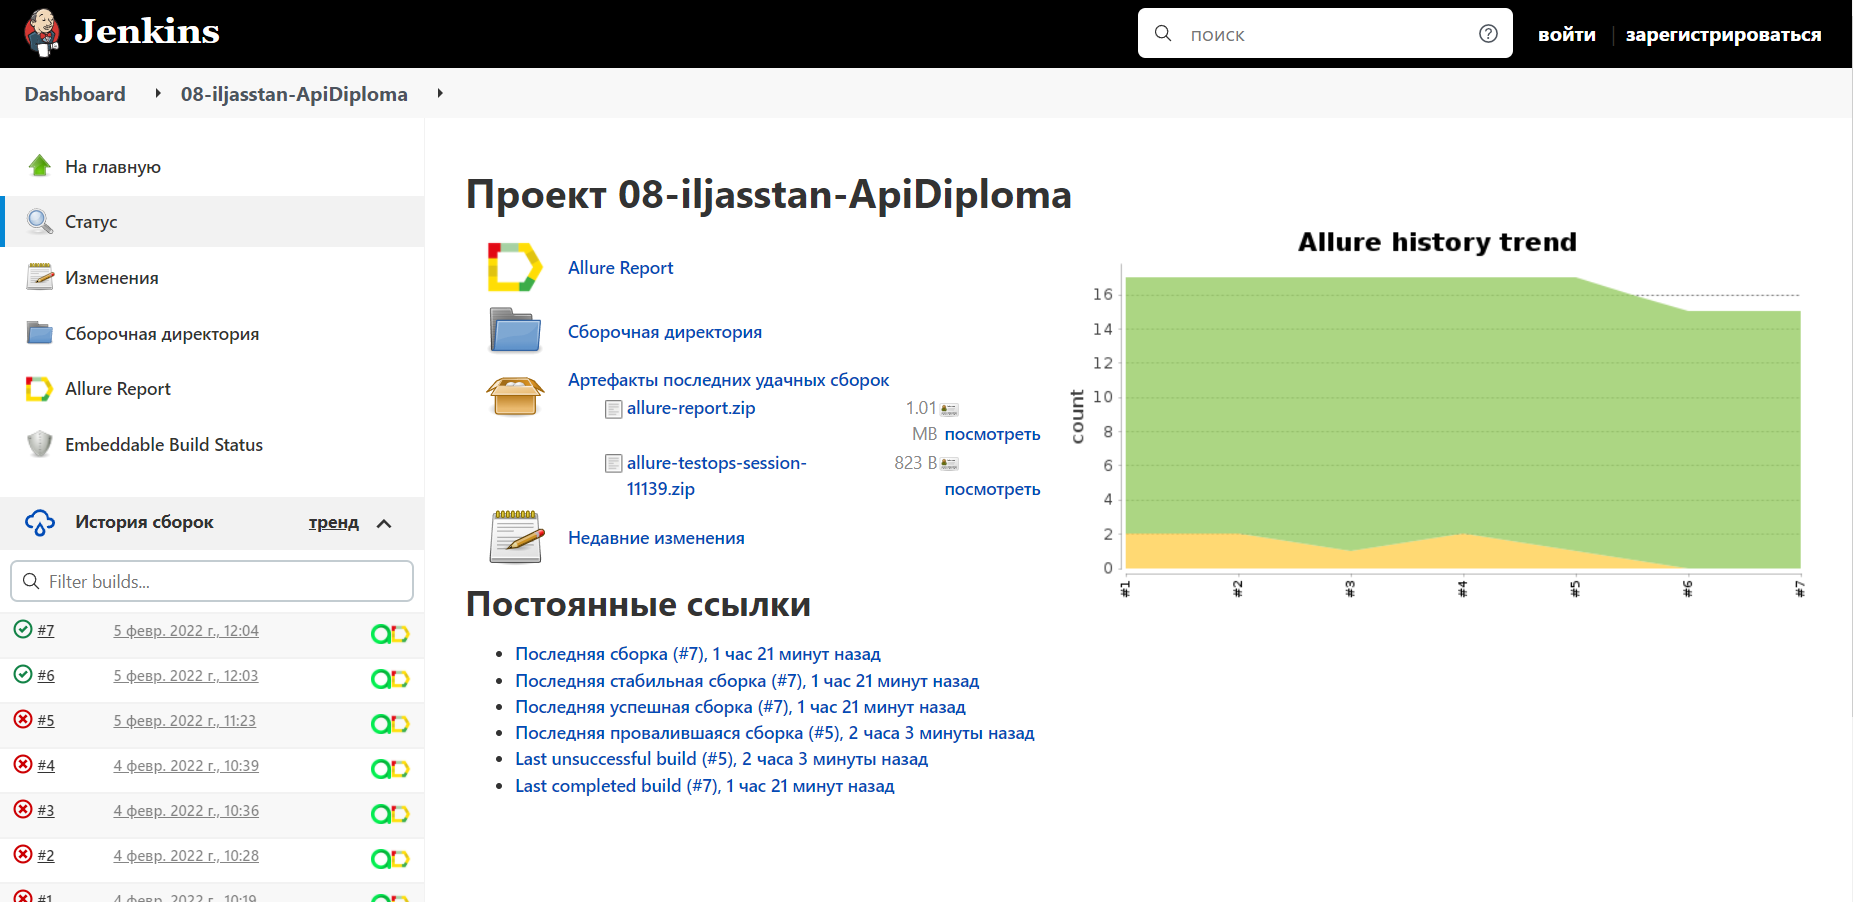 Jenkins
поиск
войти
зарегистрироваться
Dashboard
08-iljasstan-ApiDiploma
На главную
Статус
Изменения
Сборочная директория
Allure Report
Embeddable Build Status
История сборок
тренд
Filter builds...
#7 5 февр. 2022 г., 12:04
#6 5 февр. 2022 г., 12:03
#5 5 февр. 2022 г., 11:23
#4 4 февр. 2022 г., 10:39
#3 4 февр. 2022 г., 10:36
#2 4 февр. 2022 г., 10:28
#1 4 февр. 2022 г., 10:19
Проект 08-iljasstan-ApiDiploma
Allure Report
Сборочная директория
Артефакты последних удачных сборок
allure-report.zip 1.01
MB посмотреть
allure-testops-session- 823 B
11139.zip посмотреть
Недавние изменения
Постоянные ссылки
Последняя сборка (#7), 1 час 21 минут назад
Последняя стабильная сборка (#7), 1 час 21 минут назад
Последняя успешная сборка (#7), 1 час 21 минут назад
Последняя провалившаяся сборка (#5), 2 часа 3 минуты назад
Last unsuccessful build (#5), 2 часа 3 минуты назад
Last completed build (#7), 1 час 21 минут назад
Allure history trend
count
16
14
12
10
8
6
4
2
0
#1 #2 #3 #4 #5 #6 #7